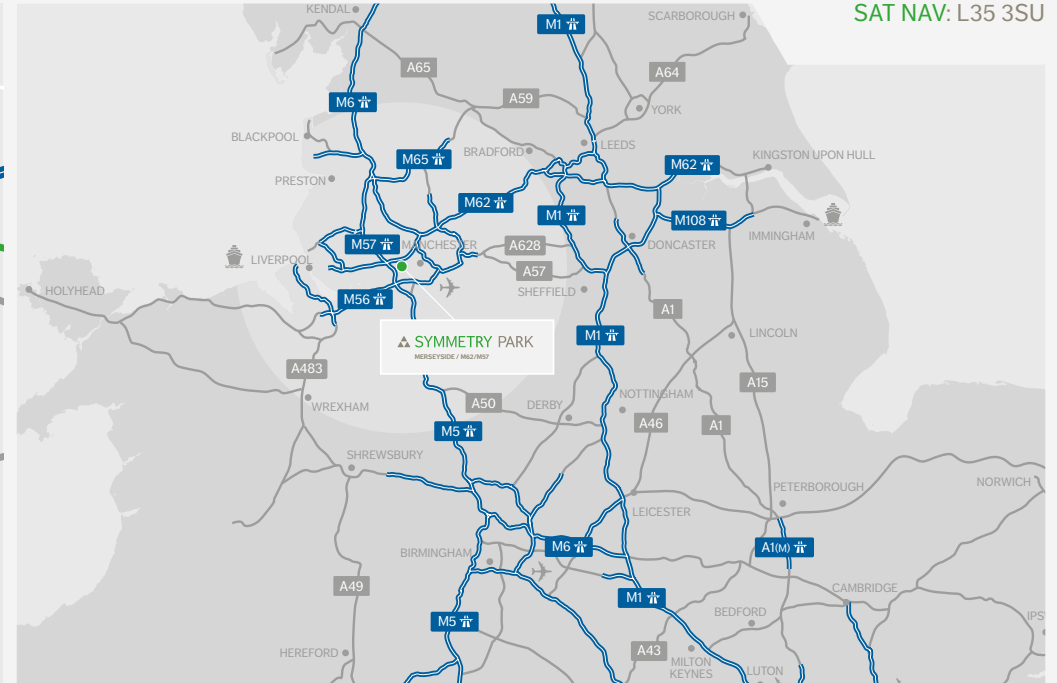 SAT NAV: L35 3SU
KENDAL
M1
SCARBOROUGH
A65
A64
M6
A59
YORK
BLACKPOOL
LEEDS
M65
BRADFORD
M62
KINGSTON UPON HULL
PRESTON
M62
M1
M108
IMMINGHAM
M57
MANCHESTER
A628
DONCASTER
LIVERPOOL
A57
HOLYHEAD
M56
SHEFFIELD
A1
SYMMETRY PARK
MERSEYSIDE / M62/M57
M1
LINCOLN
A483
A15
WREXHAM
A50
DERBY
NOTTINGHAM
A46
A1
M5
SHREWSBURY
PETERBOROUGH
NORWICH
LEICESTER
BIRMINGHAM
M6
A1(M)
A49
M1
CAMBRIDGE
BEDFORD
IPS
M5
HEREFORD
A43
MILTON
KEYNES
LUTON